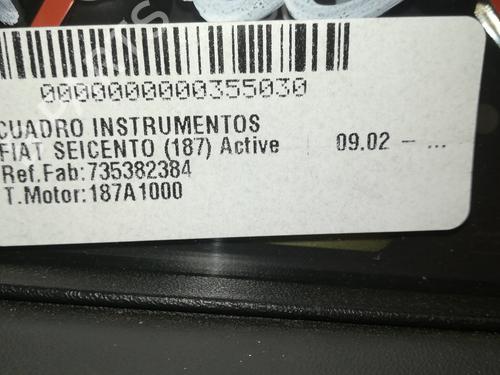 0000000000355030
CUADRO INSTRUMENTOS
FIAT SEICENTO (187) Active 09.02 - ...
Ref.Fab:735382384
T.Motor:187A1000